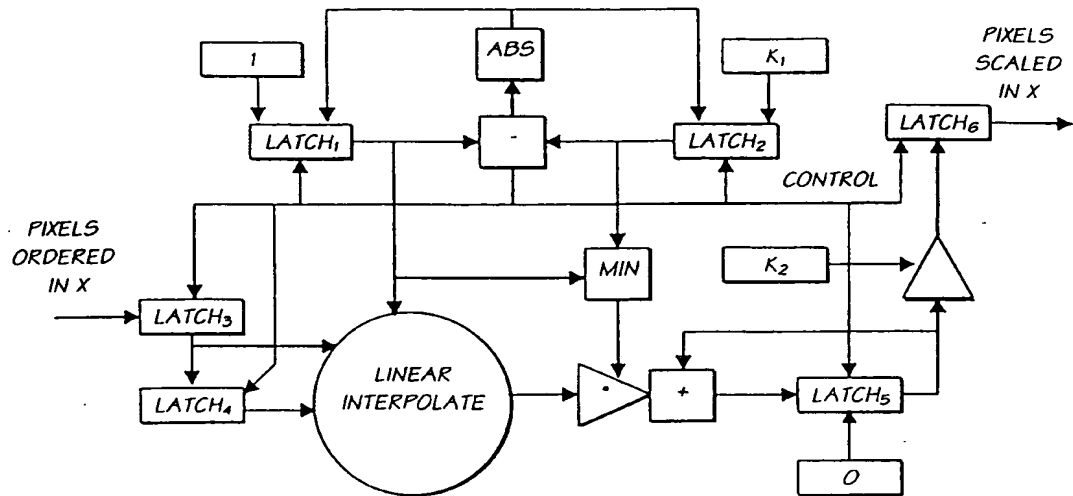 ABS
1
K₁
PIXELS
SCALED
IN X
LATCH₁
-
LATCH₂
LATCH₆
CONTROL
PIXELS
ORDERED
IN X
MIN
K₂
LATCH₃
LINEAR
INTERPOLATE
LATCH₄
·
+
LATCH₅
0